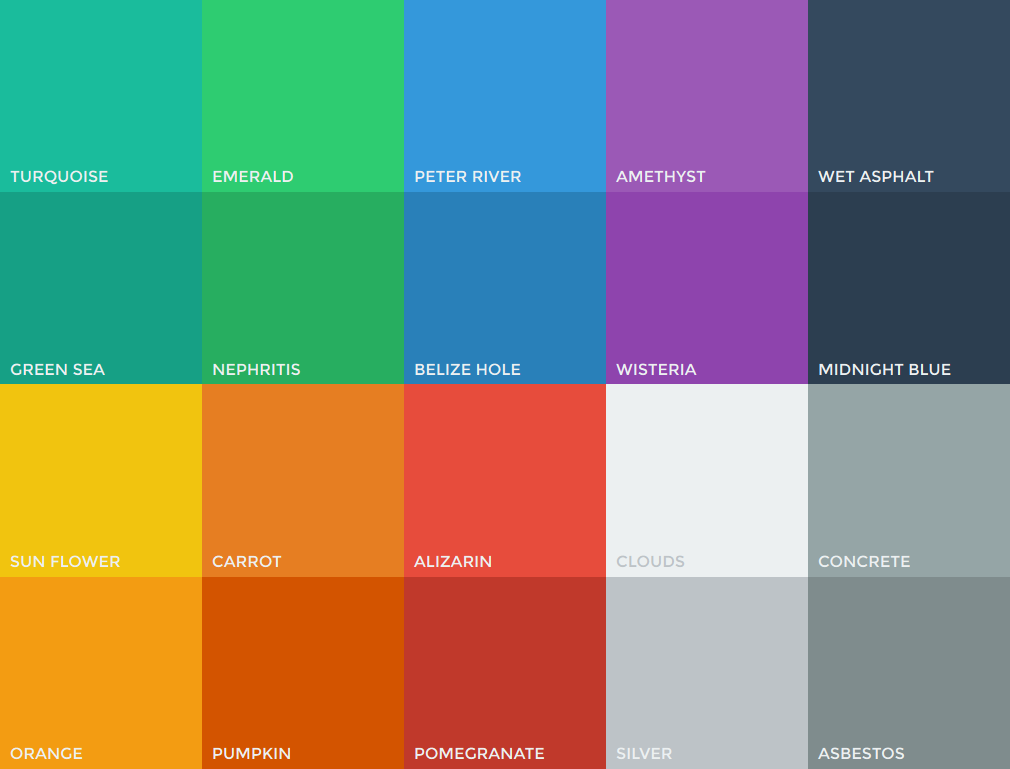 TURQUOISE
EMERALD
PETER RIVER
AMETHYST
WET ASPHALT
GREEN SEA
NEPHRITIS
BELIZE HOLE
WISTERIA
MIDNIGHT BLUE
SUN FLOWER
CARROT
ALIZARIN
CLOUDS
CONCRETE
ORANGE
PUMPKIN
POMEGRANATE
SILVER
ASBESTOS